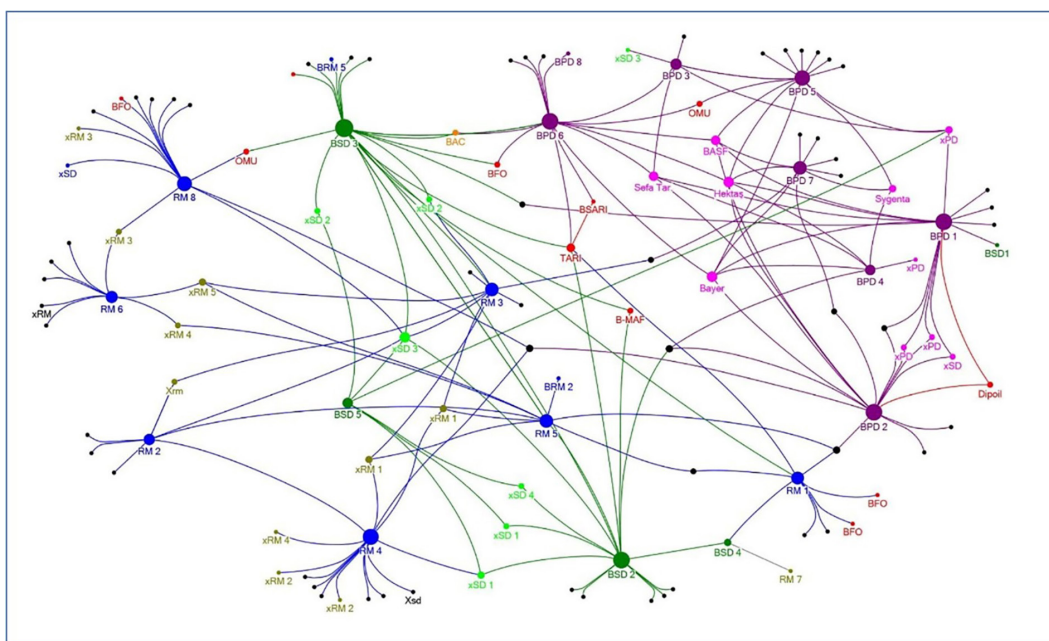 xSD 3
BPD 8
BRM 5
BPD 3
BPD 5
BFO
OMU
BPD 6
xRM 3
BSD 3
BAC
xPD
OMU
BASF
BFO
BPD 7
xSD
Sefa Tar
Hektaş
RM 8
Sygenta
xSD 2
BSARI
xSD 2
BPD 1
xRM 3
BSD1
TARI
xPD
BPD 4
Bayer
xRM 5
RM 3
RM 6
xRM
B-MAF
xRM 4
xSD 3
xPD
xPD
xSD
Xrm
BRM 2
Dipoil
BSD 5
xRM 1
BPD 2
RM 5
RM 2
xRM 1
RM 1
xSD 4
BFO
BFO
xSD 1
xRM 4
RM 4
BSD 4
BSD 2
RM 7
xRM 2
xSD 1
Xsd
xRM 2